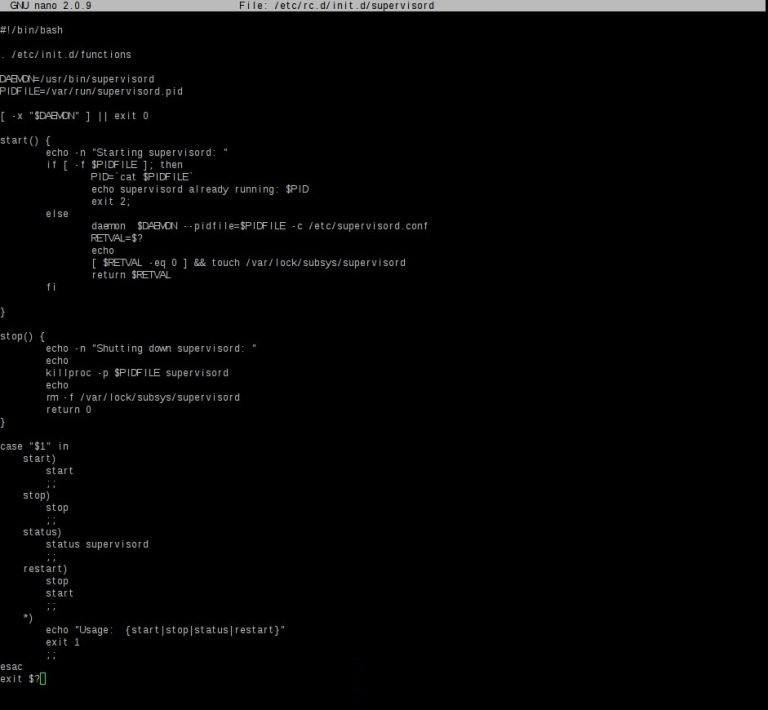 GNU nano 2.0.9 File: /etc/rc.d/init.d/supervisord
#!/bin/bash
. /etc/init.d/functions
DAEMON=/usr/bin/supervisord
PIDFILE=/var/run/supervisord.pid
[ -x "$DAEMON" ] || exit 0
start() {
echo -n "Starting supervisord: "
if [ -f $PIDFILE ]; then
PID=`cat $PIDFILE`
echo supervisord already running: $PID
exit 2;
else
daemon  $DAEMON --pidfile=$PIDFILE -c /etc/supervisord.conf
RETVAL=$?
echo
[ $RETVAL -eq 0 ] && touch /var/lock/subsys/supervisord
return $RETVAL
fi
}
stop() {
echo -n "Shutting down supervisord: "
echo
killproc -p $PIDFILE supervisord
echo
rm -f /var/lock/subsys/supervisord
return 0
}
case "$1" in
start)
start
;;
stop)
stop
;;
status)
status supervisord
;;
restart)
stop
start
;;
*)
echo "Usage:  {start|stop|status|restart}"
exit 1
;;
esac
exit $?